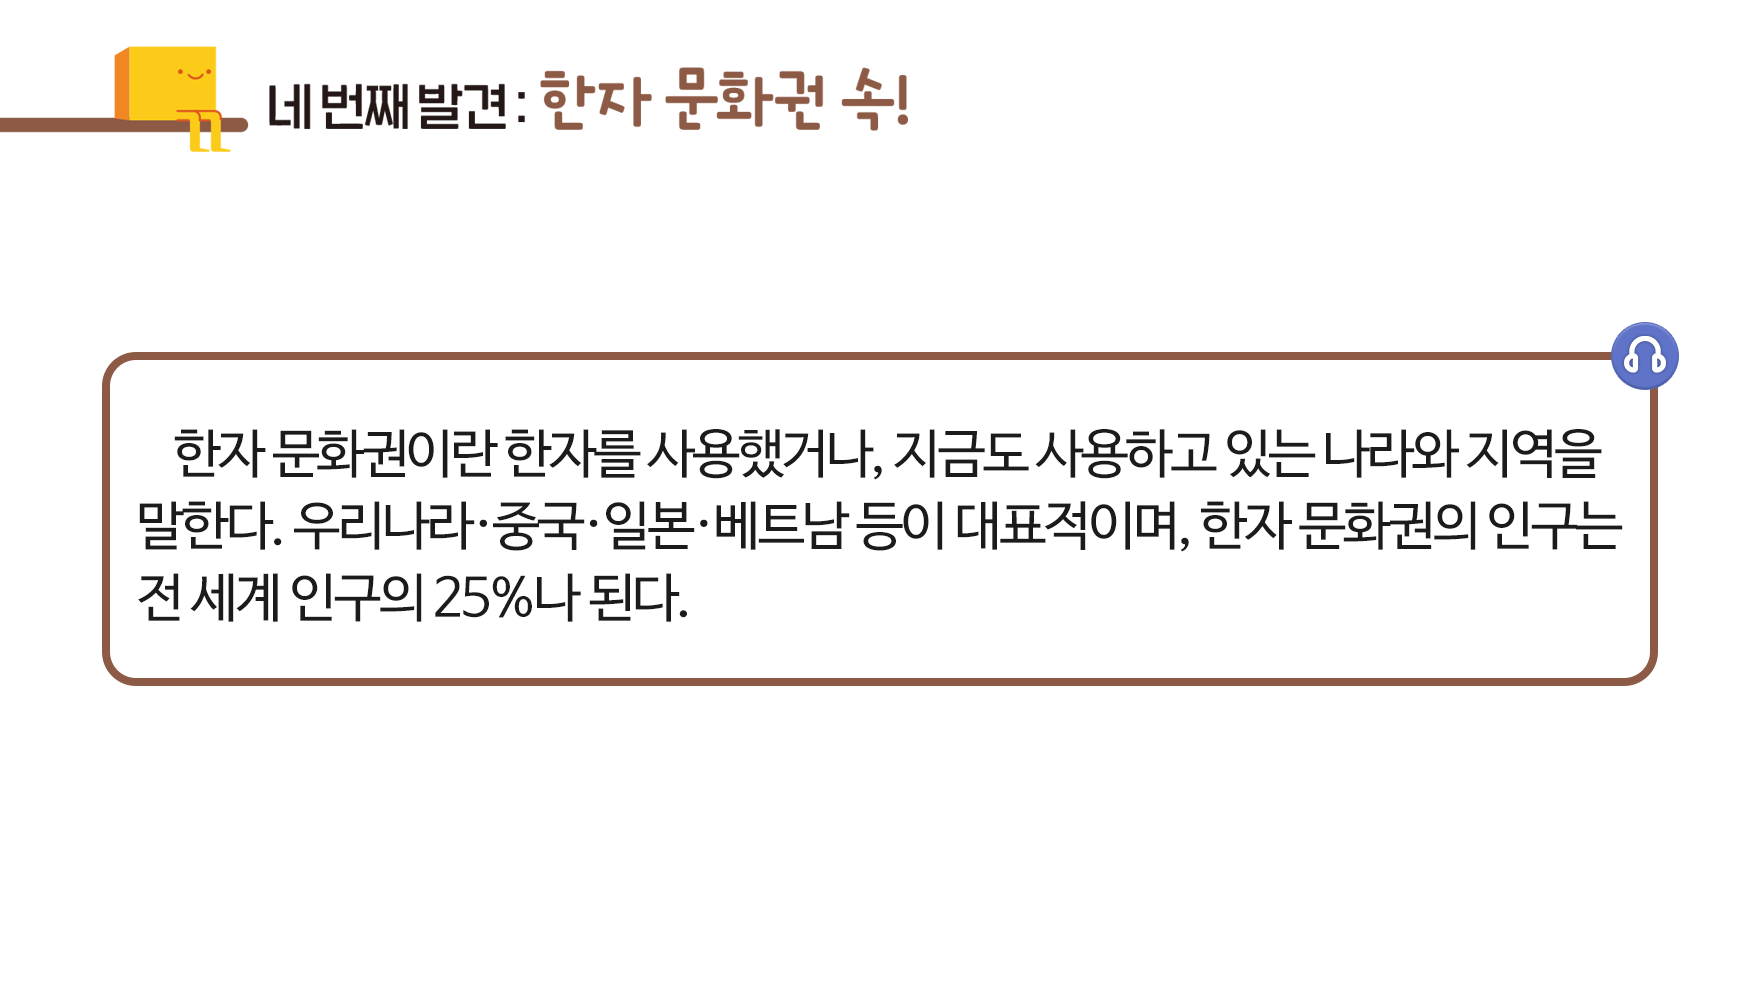 네 번째 발견 : 한자 문화권 속!
한자 문화권이란 한자를 사용했거나, 지금도 사용하고 있는 나라와 지역을
말한다. 우리나라·중국·일본·베트남 등이 대표적이며, 한자 문화권의 인구는
전 세계 인구의 25%나 된다.